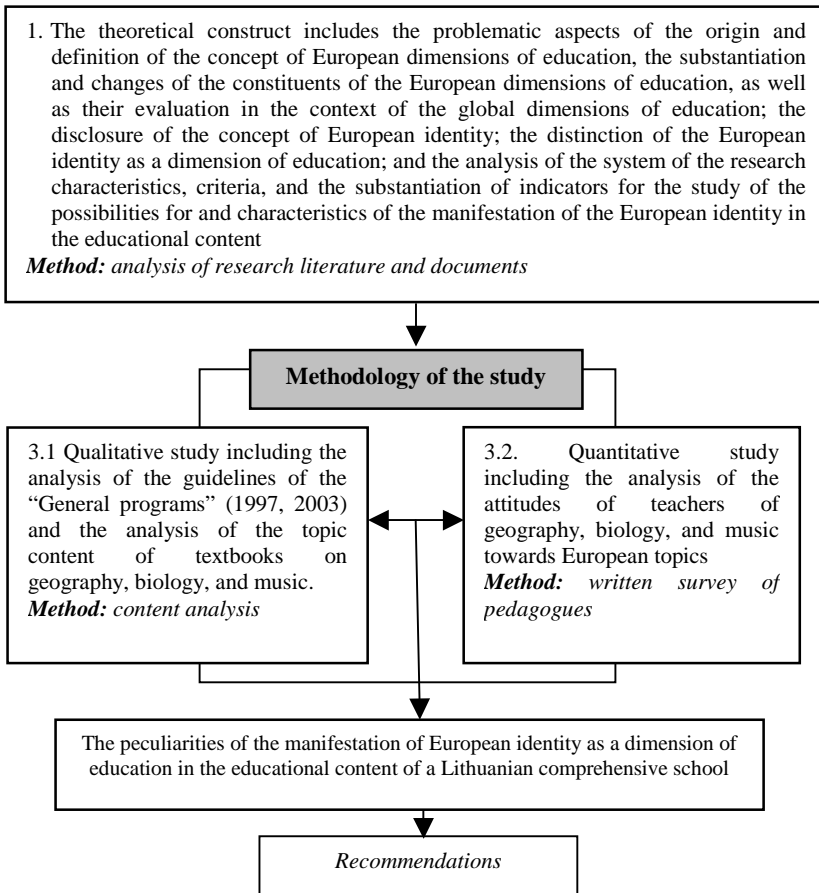 1. The theoretical construct includes the problematic aspects of the origin and
definition of the concept of European dimensions of education, the substantiation
and changes of the constituents of the European dimensions of education, as well
as their evaluation in the context of the global dimensions of education; the
disclosure of the concept of European identity; the distinction of the European
identity as a dimension of education; and the analysis of the system of the research
characteristics, criteria, and the substantiation of indicators for the study of the
possibilities for and characteristics of the manifestation of the European identity in
the educational content
Method: analysis of research literature and documents
Methodology of the study
3.1 Qualitative study including the
analysis of the guidelines of the
“General programs” (1997, 2003)
and the analysis of the topic
content of textbooks on
geography, biology, and music.
Method: content analysis
3.2. Quantitative study
including the analysis of the
attitudes of teachers of
geography, biology, and music
towards European topics
Method: written survey of
pedagogues
The peculiarities of the manifestation of European identity as a dimension of
education in the educational content of a Lithuanian comprehensive school
Recommendations